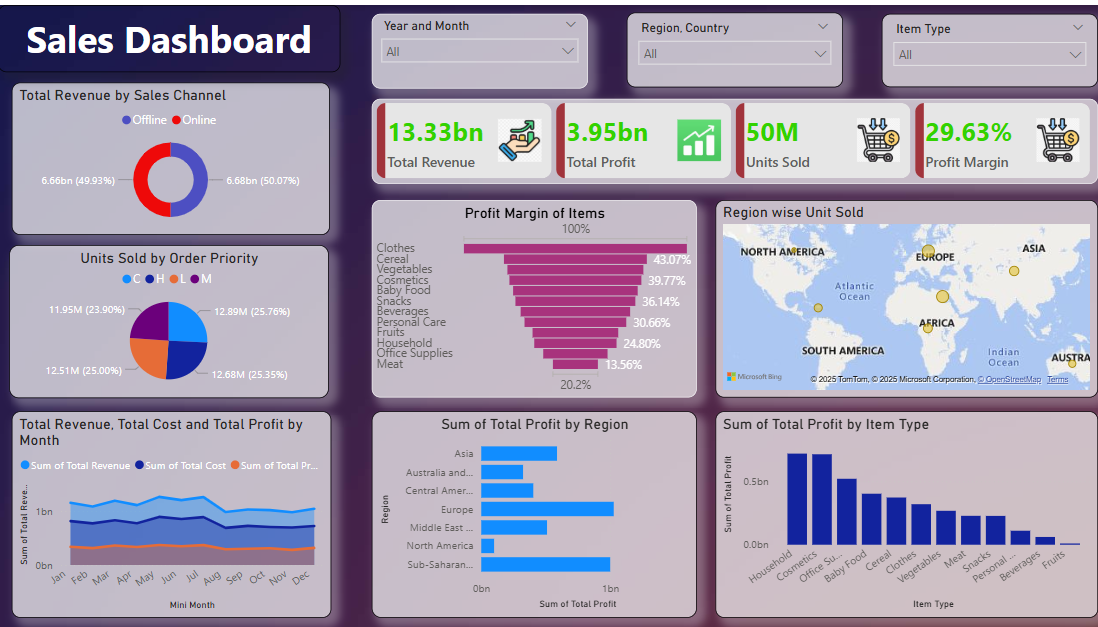 Sales Dashboard
Year and Month
All
Region, Country
All
Item Type
All
Total Revenue by Sales Channel
Offline Online
6.66bn (49.93%)
6.68bn (50.07%)
13.33bn
Total Revenue
3.95bn
Total Profit
50M
Units Sold
29.63%
Profit Margin
Units Sold by Order Priority
C H L M
11.95M (23.90%)
12.89M (25.76%)
12.51M (25.00%)
12.68M (25.35%)
Profit Margin of Items
100%
Clothes
Cereal
43.07%
Vegetables
Cosmetics
39.77%
Baby Food
Snacks
36.14%
Beverages
Personal Care
30.66%
Fruits
Household
24.80%
Office Supplies
Meat
13.56%
20.2%
Region wise Unit Sold
NORTH AMERICA
EUROPE
ASIA
Atlantic
Ocean
AFRICA
SOUTH AMERICA
Indian
Ocean
AUSTRA
Microsoft Bing
© 2025 TomTom, © 2025 Microsoft Corporation, © OpenStreetMap Terms
Total Revenue, Total Cost and Total Profit by
Month
Sum of Total Revenue Sum of Total Cost Sum of Total Pr...
Sum of Total Reve...
1bn
0bn
Jan
Feb
Mar
Apr
May
Jun
Jul
Aug
Sep
Oct
Nov
Dec
Mini Month
Sum of Total Profit by Region
Region
Asia
Australia and...
Central Amer...
Europe
Middle East ...
North America
Sub-Saharan...
0bn
1bn
Sum of Total Profit
Sum of Total Profit by Item Type
Sum of Total Profit
0.5bn
0.0bn
Household
Cosmetics
Office Su...
Baby Food
Cereal
Clothes
Vegetables
Meat
Snacks
Personal ...
Beverages
Fruits
Item Type